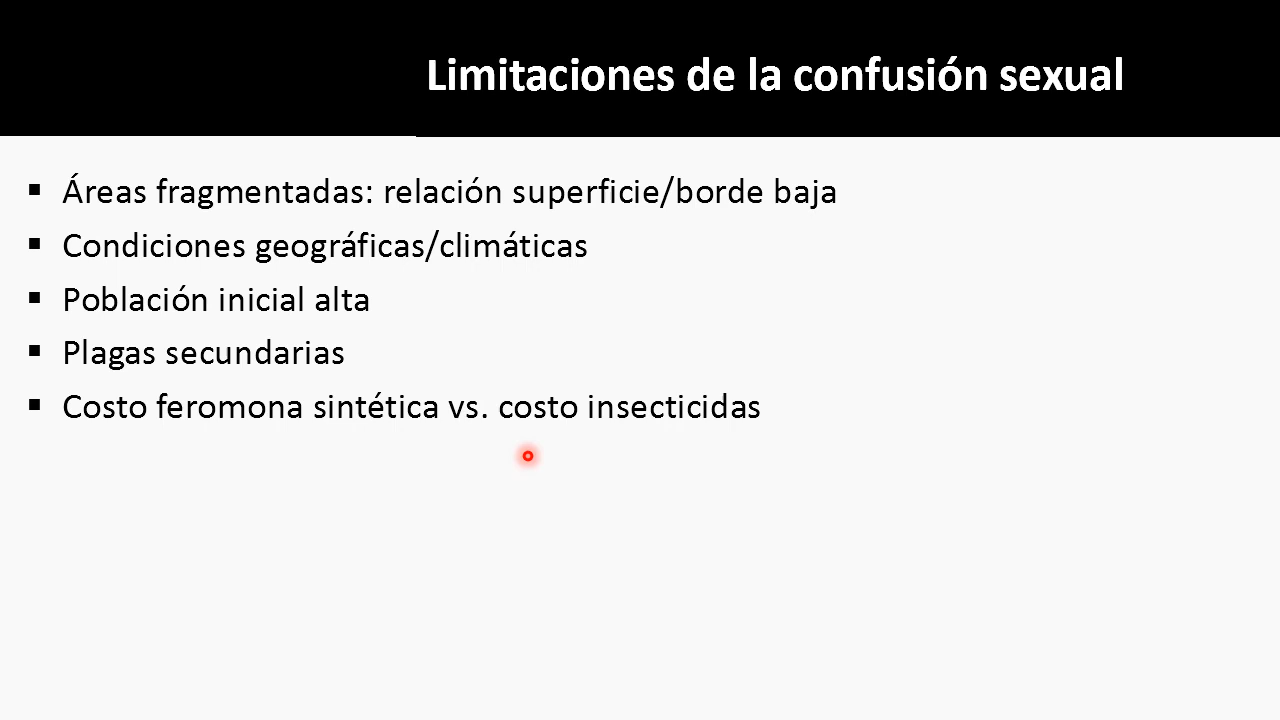 Limitaciones de la confusión sexual
▪ Áreas fragmentadas: relación superficie/borde baja
▪ Condiciones geográficas/climáticas
▪ Población inicial alta
▪ Plagas secundarias
▪ Costo feromona sintética vs. costo insecticidas